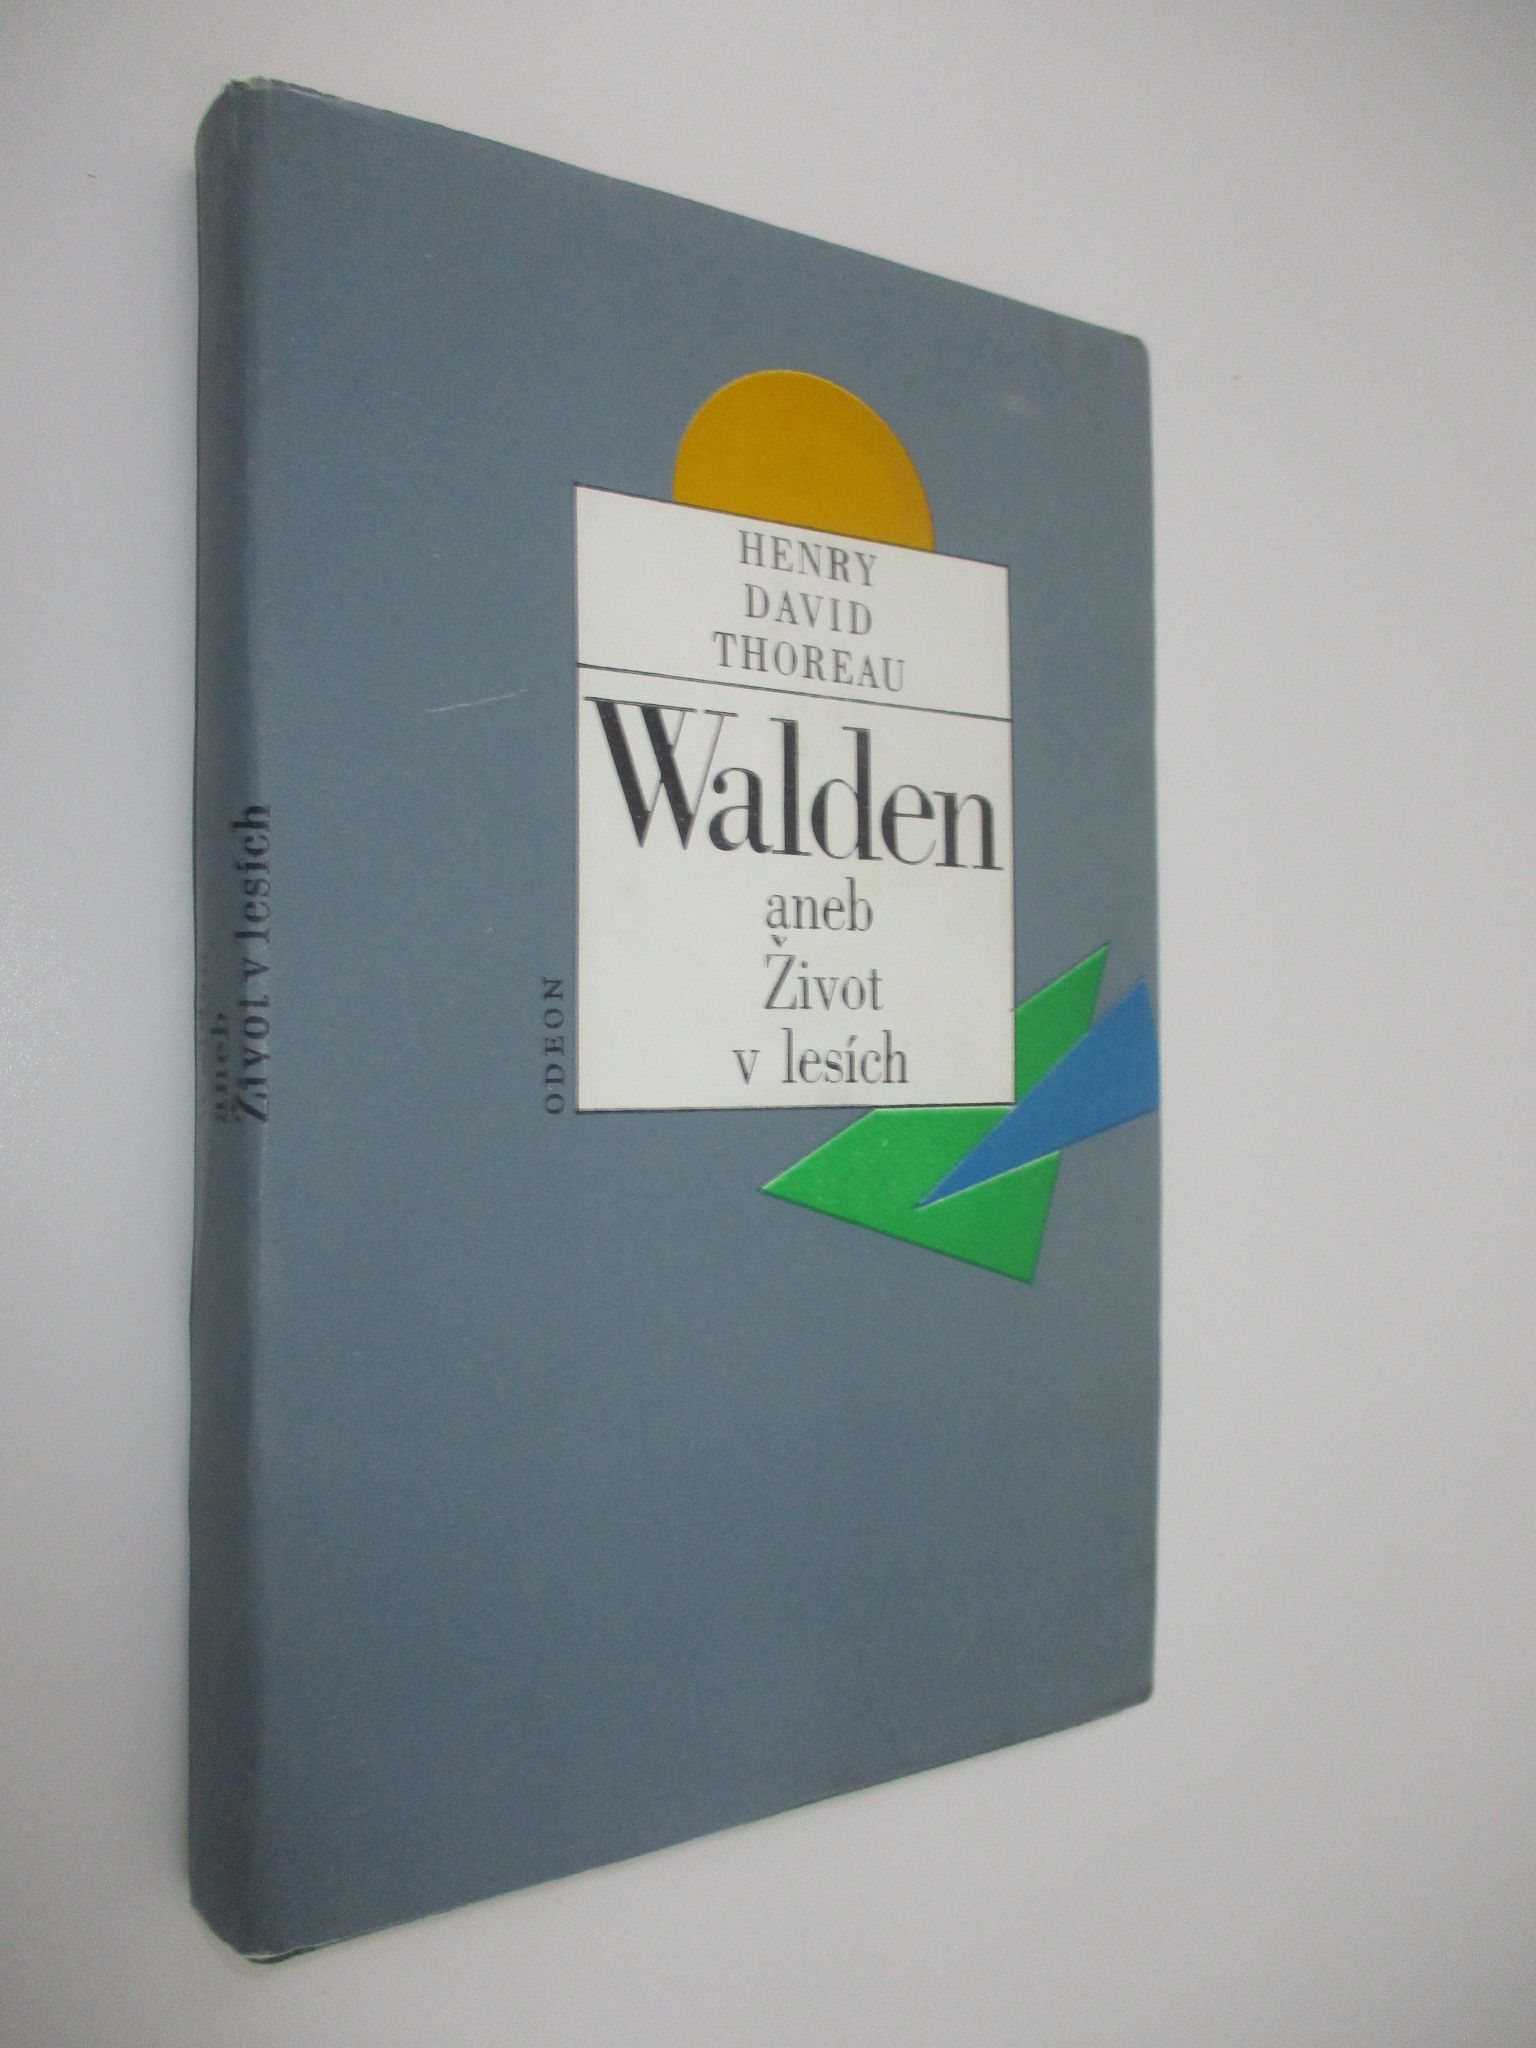 HENRY
DAVID
THOREAU
Walden
aneb
Život
v lesích
ODEON
aneb
Život v lesích